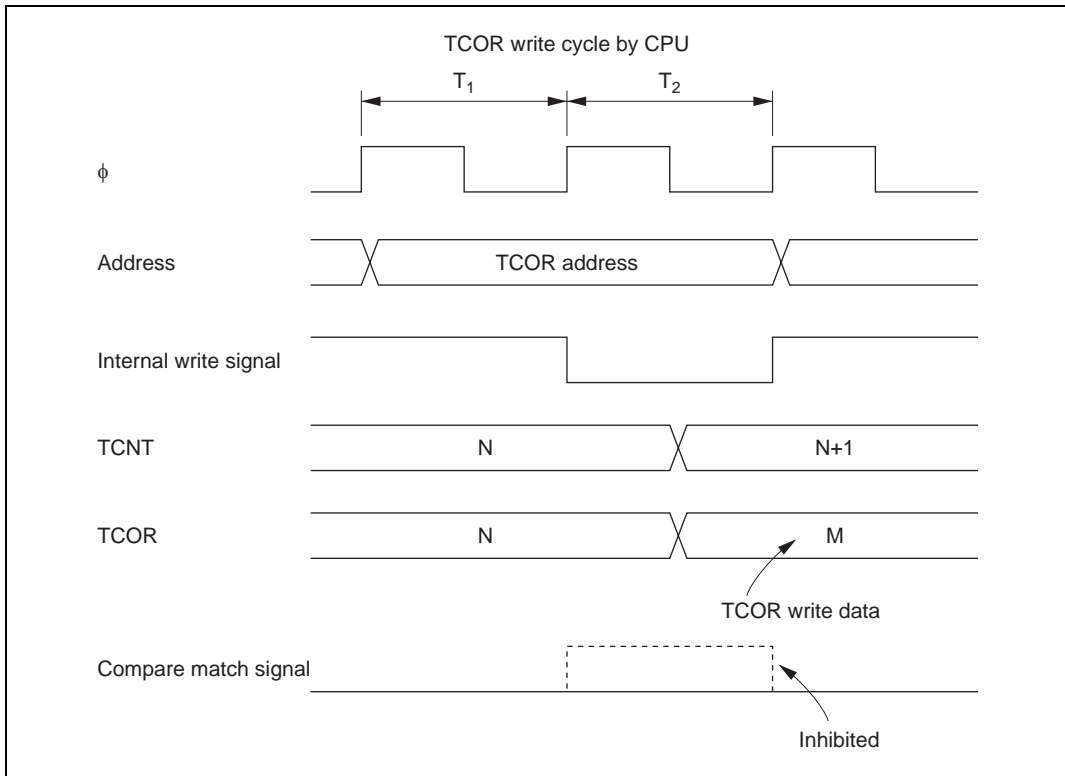 TCOR write cycle by CPU
T1 T2
ϕ
Address TCOR address
Internal write signal
TCNT N N+1
TCOR N M
TCOR write data
Compare match signal
Inhibited